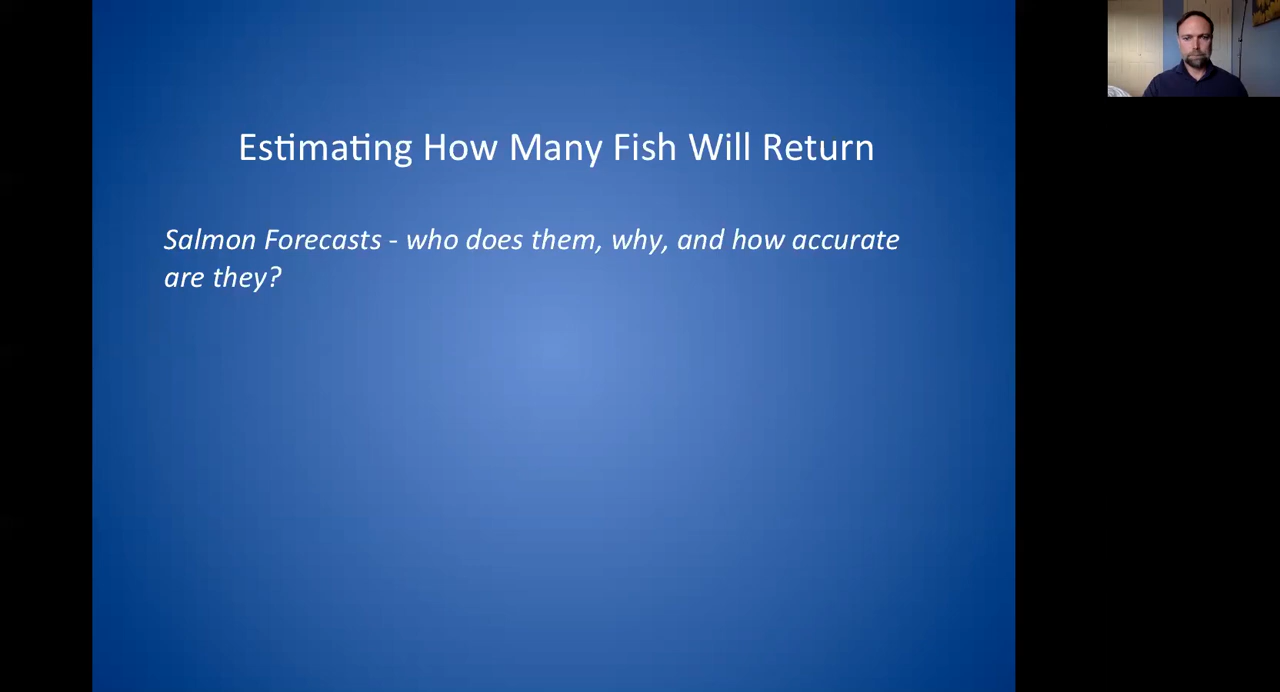 Estimating How Many Fish Will Return
Salmon Forecasts - who does them, why, and how accurate
are they?